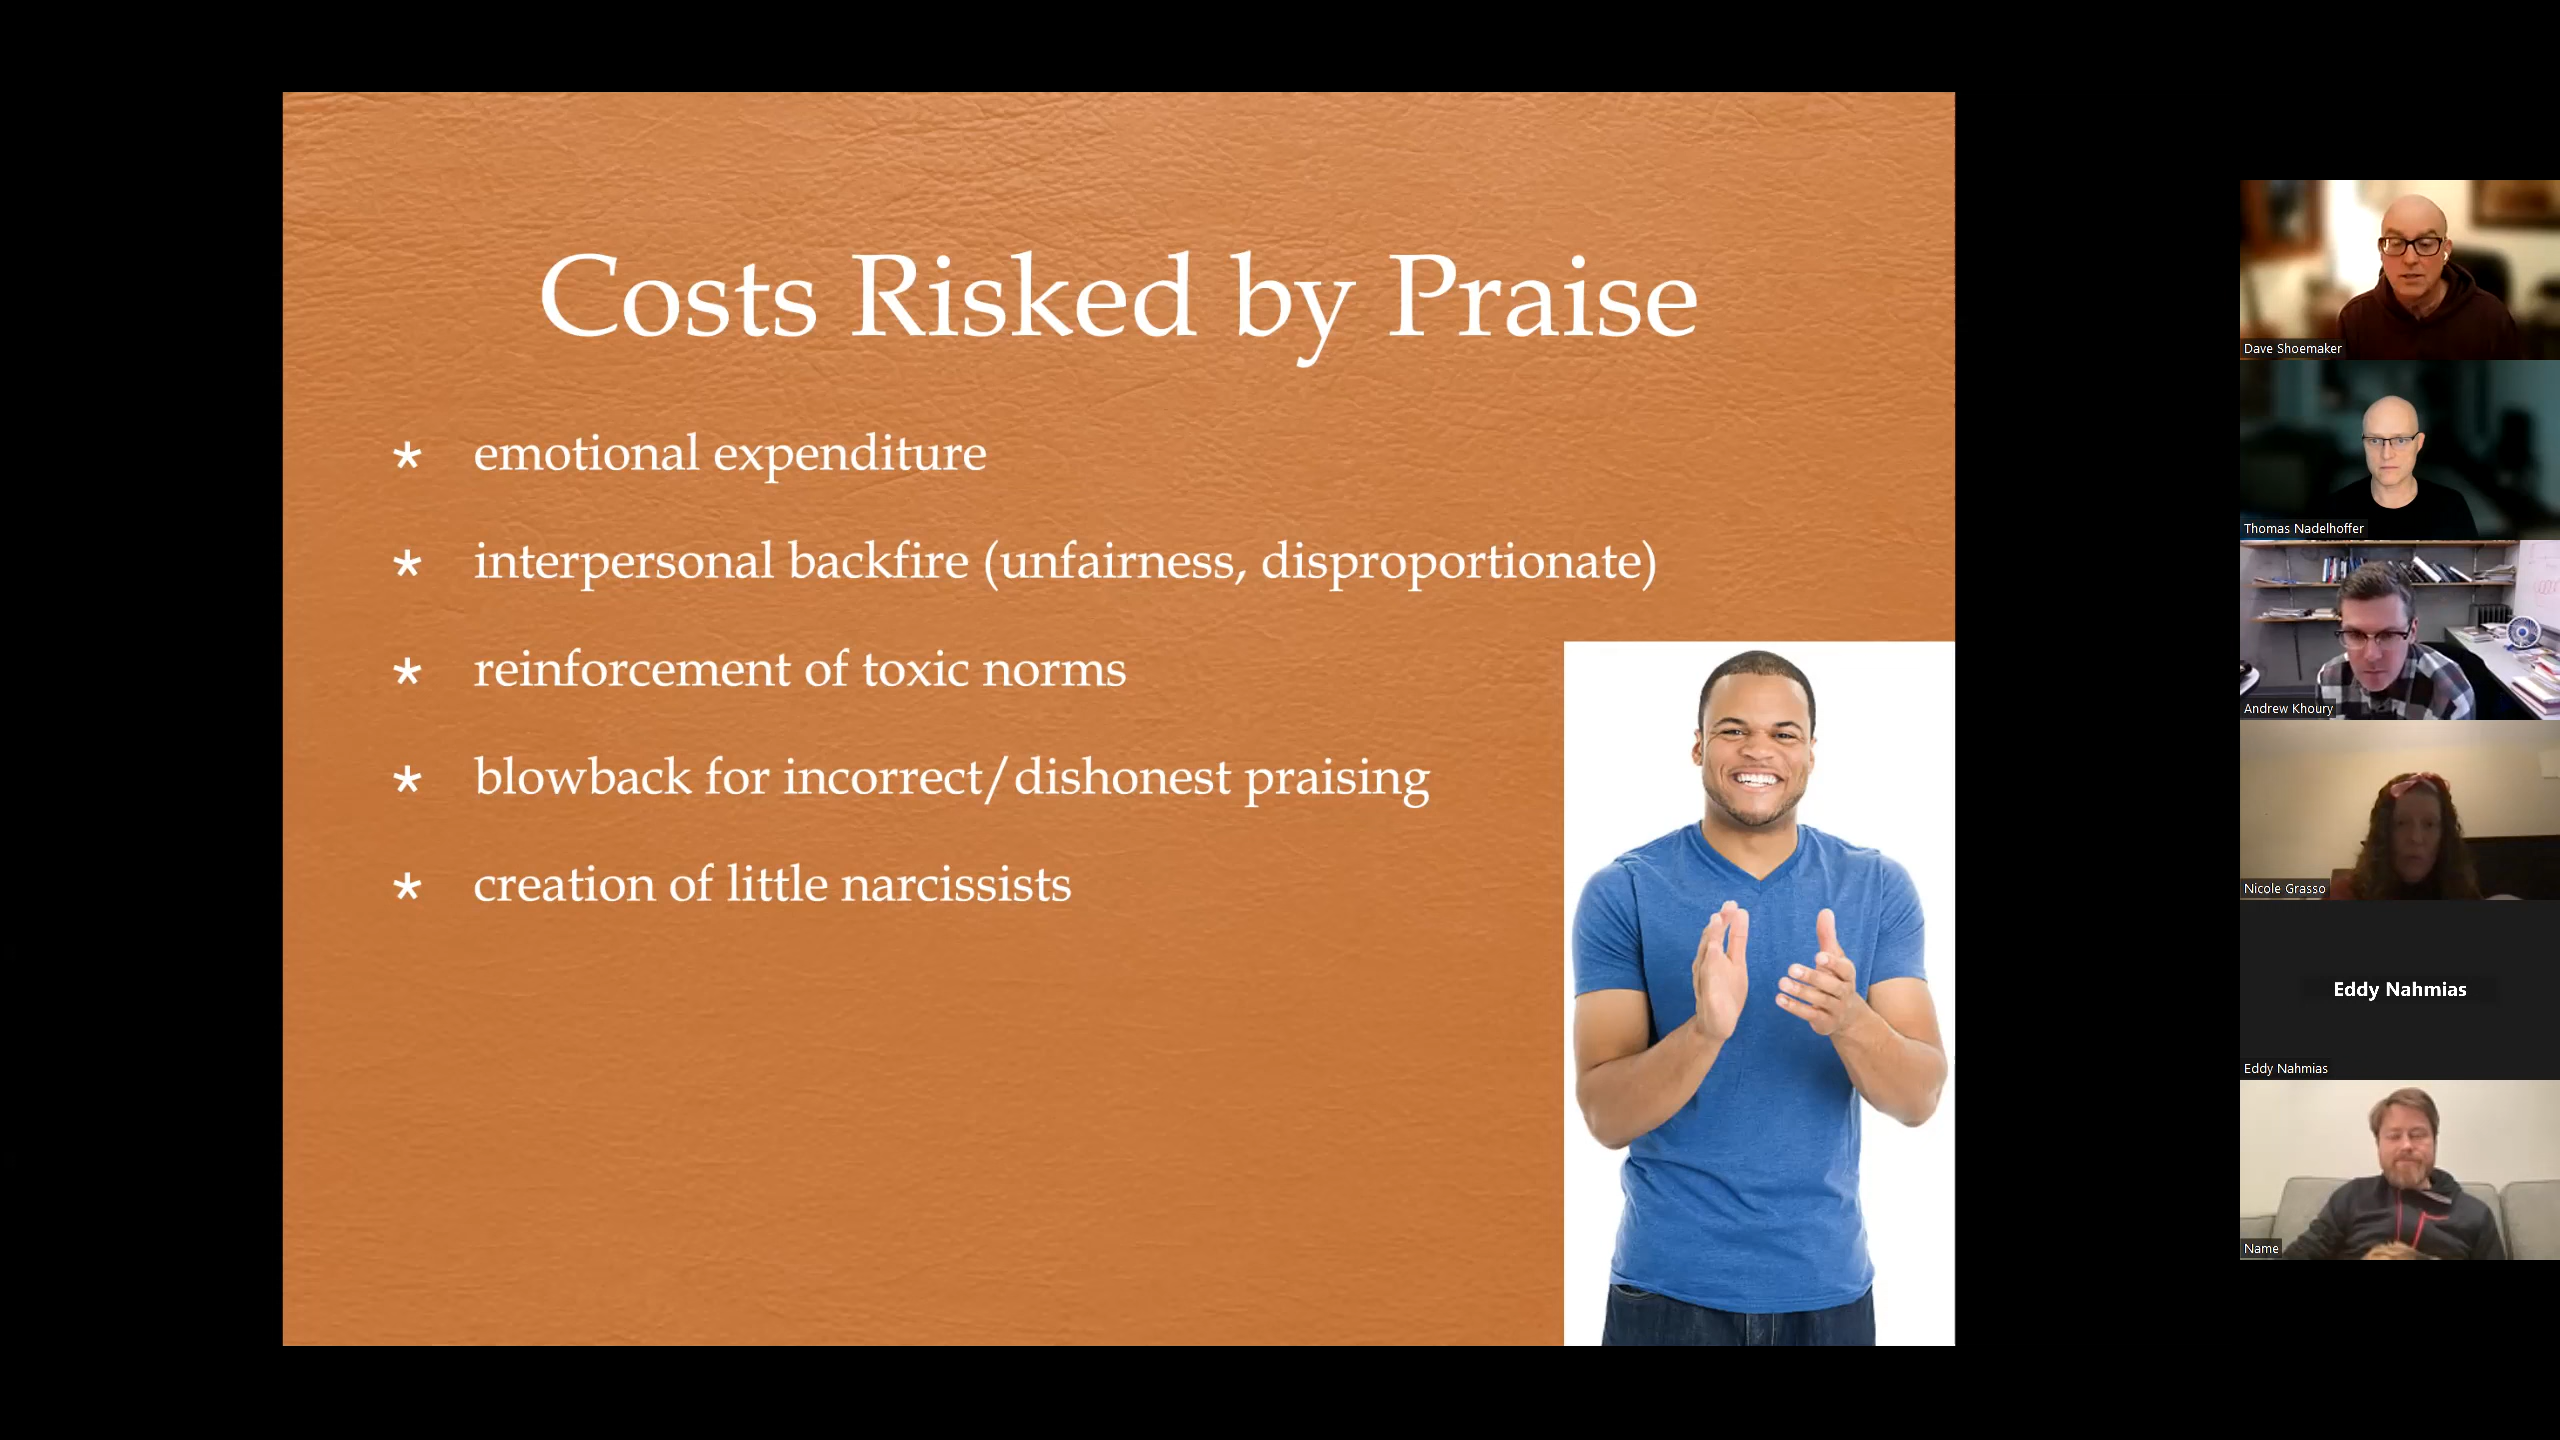 Costs Risked by Praise
* emotional expenditure
* interpersonal backfire (unfairness, disproportionate)
* reinforcement of toxic norms
* blowback for incorrect/dishonest praising
* creation of little narcissists
Dave Shoemaker
Thomas Nadelhoffer
Andrew Khoury
Nicole Grasso
Eddy Nahmias
Eddy Nahmias
Name